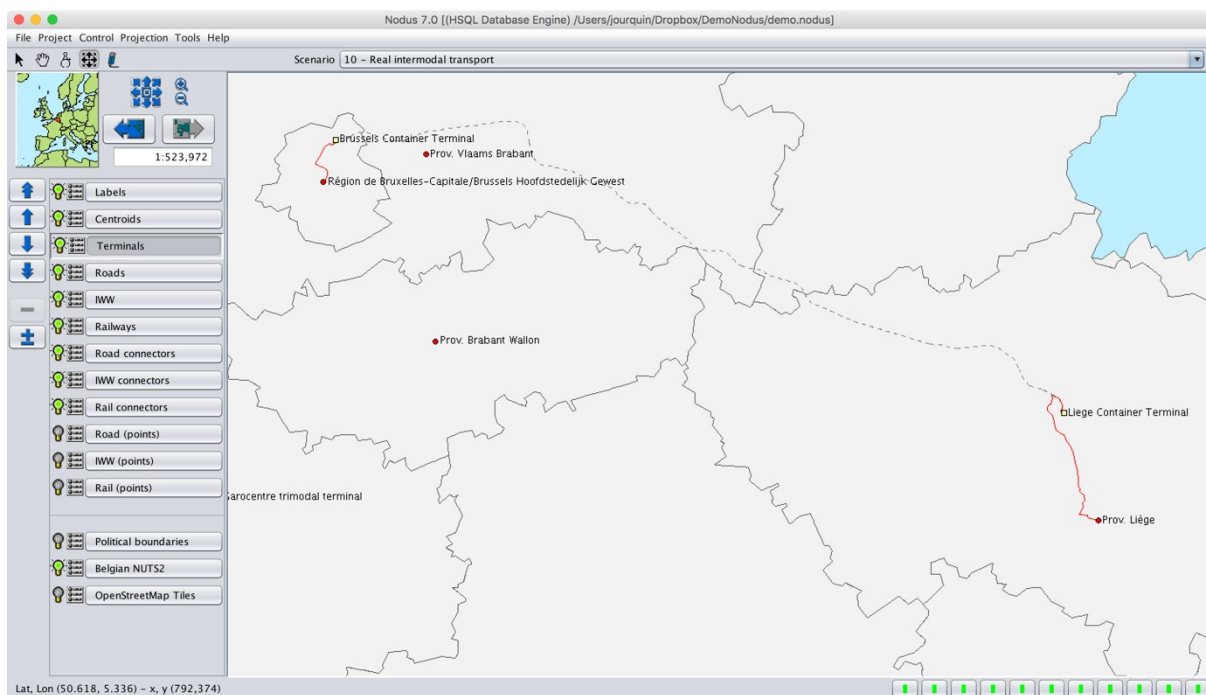 Nodus 7.0 [(HSQL Database Engine) /Users/jourquin/Dropbox/DemoNodus/demo.nodus]
File Project Control Projection Tools Help
Scenario 10 - Real intermodal transport
1:523,972
Labels
Centroids
Terminals
Roads
IWW
Railways
Road connectors
IWW connectors
Rail connectors
Road (points)
IWW (points)
Rail (points)
Political boundaries
Belgian NUTS2
OpenStreetMap Tiles
Brussels Container Terminal
Prov. Vlaams Brabant
Région de Bruxelles-Capitale/Brussels Hoofdstedelijk Gewest
Prov. Brabant Wallon
Liege Container Terminal
Garocentre trimodal terminal
Prov. Liège
Lat, Lon (50.618, 5.336) - x, y (792,374)